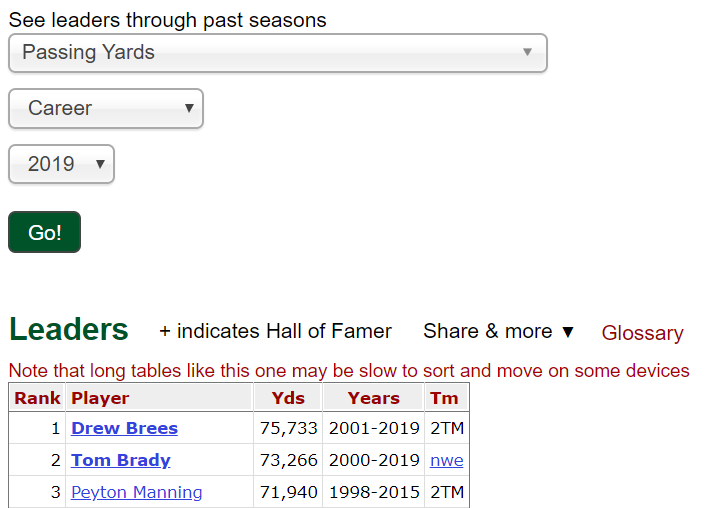 See leaders through past seasons
Passing Yards ▼
Career ▼
2019 ▼
Go!
Leaders + indicates Hall of Famer Share & more ▼ Glossary
Note that long tables like this one may be slow to sort and move on some devices
Rank Player Yds Years Tm
1 Drew Brees 75,733 2001-2019 2TM
2 Tom Brady 73,266 2000-2019 nwe
3 Peyton Manning 71,940 1998-2015 2TM